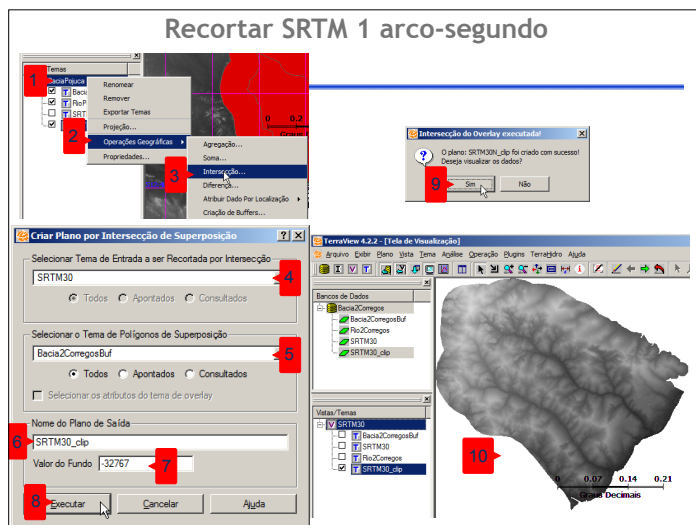 Recortar SRTM 1 arco-segundo
Temas
1
BaciaPojuca
Bacia
RioP
SRT
2
Renomear
Remover
Exportar Temas
Projeção...
Operações Geográficas
Propriedades...
0 0.2
Graus Decimais
3
Agregação...
Soma...
Intersecção...
Diferença...
Atribuir Dado Por Localização
Criação de Buffers...
Intersecção do Overlay executada!
O plano: SRTM30N_clip foi criado com sucesso!
Deseja visualizar os dados?
9
Sim
Não
Criar Plano por Intersecção de Superposição
Selecionar Tema de Entrada a ser Recortada por Intersecção
SRTM30
4
Todos Apontados Consultados
Selecionar o Tema de Polígonos de Superposição
Bacia2CorregosBuf
5
Todos Apontados Consultados
Selecionar os atributos do tema de overlay
Nome do Plano de Saída
6
SRTM30_clip
Valor do Fundo
-32767
7
8
Executar
Cancelar
Ajuda
TerraView 4.2.2 - [Tela de Visualização]
Arquivo Exibir Plano Vista Tema Análise Operação Plugins TerraHidro Ajuda
Bancos de Dados
Bacia2Corregos
Bacia2CorregosBuf
Rio2Corregos
SRTM30
SRTM30_clip
Vistas/Temas
SRTM30
Bacia2CorregosBuf
SRTM30
Rio2Corregos
SRTM30_clip
10
0 0.07 0.14 0.21
Graus Decimais